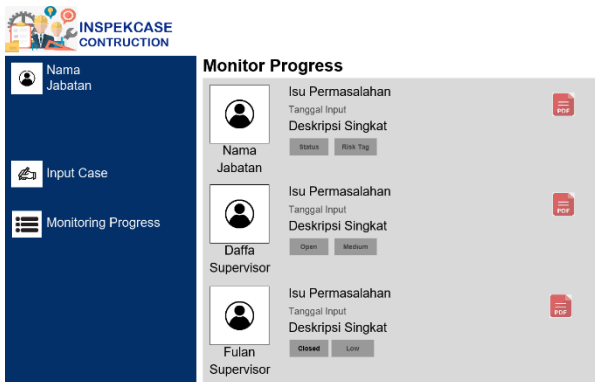 INSPEKCASE
CONTRUCTION
Nama
Jabatan
Input Case
Monitoring Progress
Monitor Progress
Isu Permasalahan
Tanggal Input
Deskripsi Singkat
Status Risk Tag
PDF
Nama
Jabatan
Isu Permasalahan
Tanggal Input
Deskripsi Singkat
Open Medium
PDF
Daffa
Supervisor
Isu Permasalahan
Tanggal Input
Deskripsi Singkat
Closed Low
PDF
Fulan
Supervisor